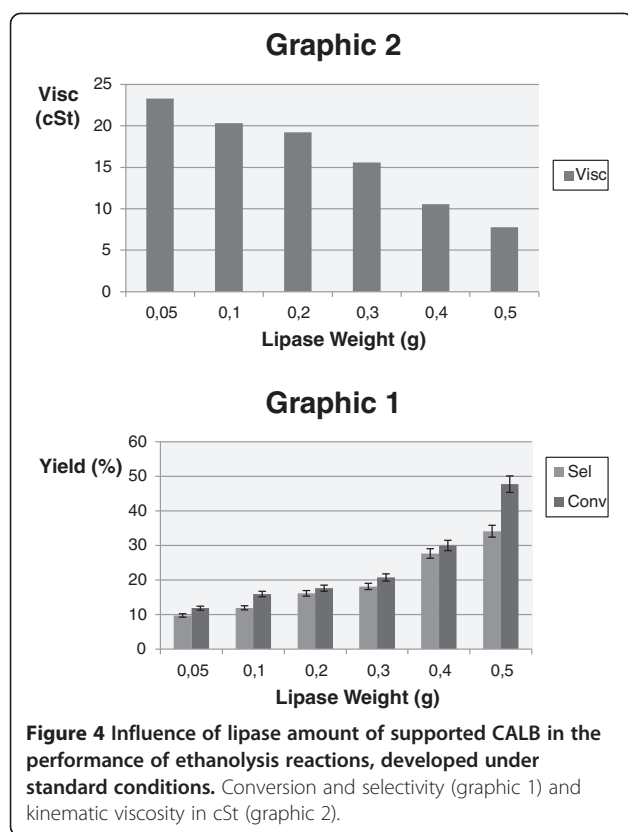 Graphic 2
Visc
(cSt)
25
20
15
10
5
0
Visc
0,05 0,1 0,2 0,3 0,4 0,5
Lipase Weight (g)
Graphic 1
Yield (%)
60
50
40
30
20
10
0
Sel
Conv
0,05 0,1 0,2 0,3 0,4 0,5
Lipase Weight (g)
Figure 4 Influence of lipase amount of supported CALB in the
performance of ethanolysis reactions, developed under
standard conditions. Conversion and selectivity (graphic 1) and
kinematic viscosity in cSt (graphic 2).